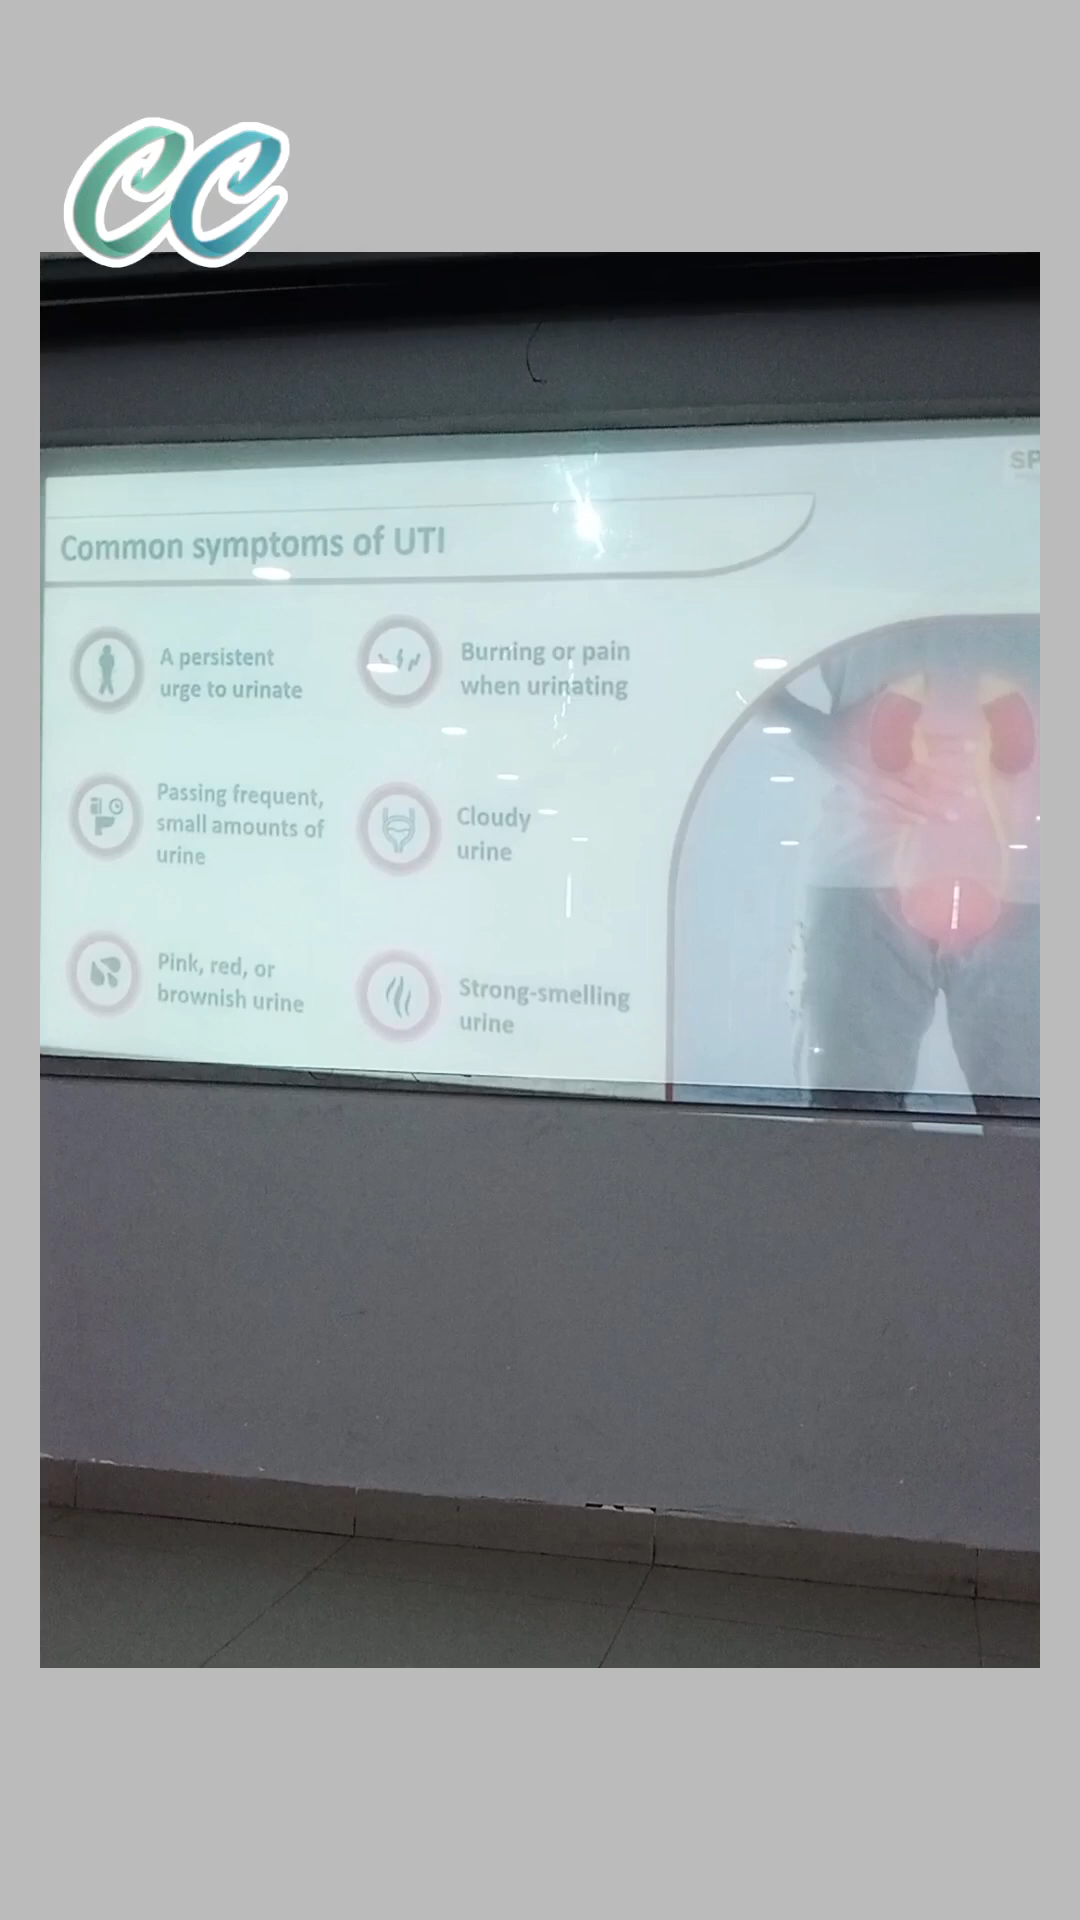 CC
SP
Common symptoms of UTI
A persistent
urge to urinate
Burning or pain
when urinating
Passing frequent,
small amounts of
urine
Cloudy
urine
Pink, red, or
brownish urine
Strong-smelling
urine